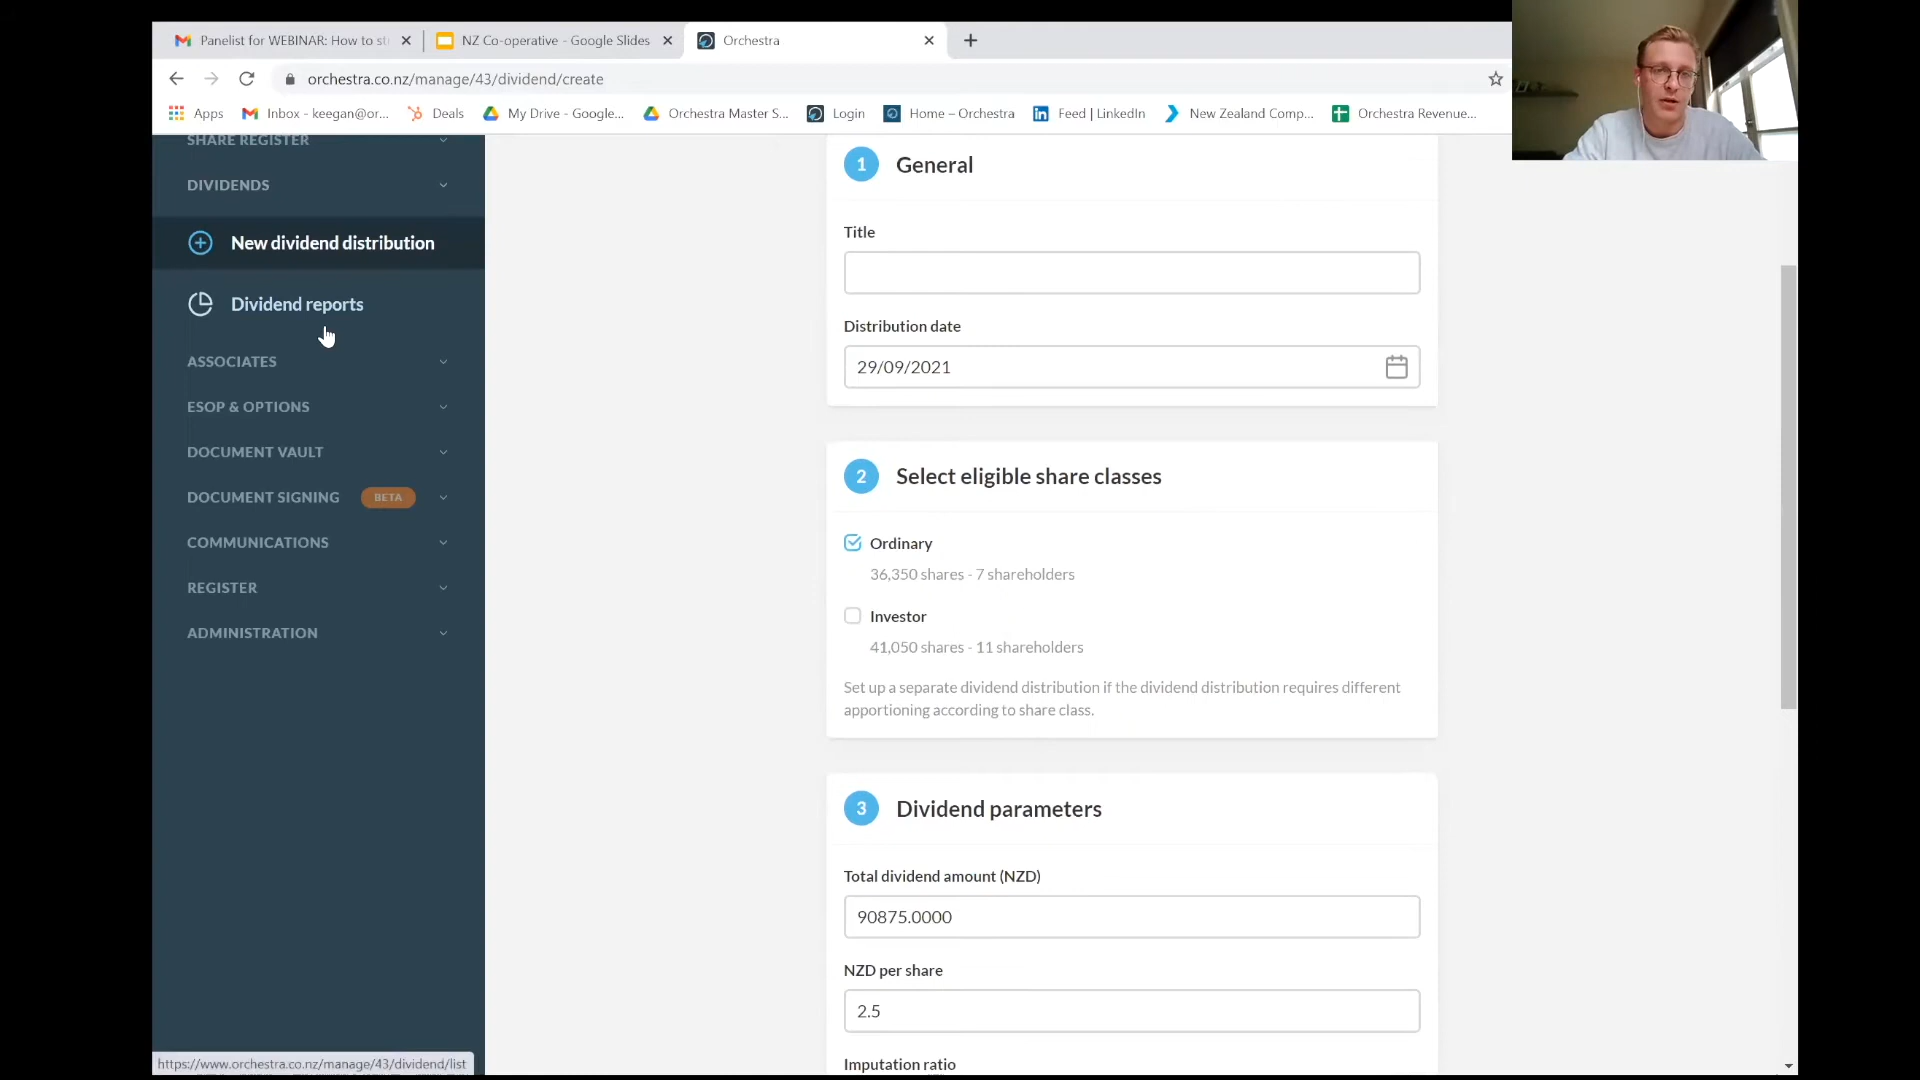 Panelist for WEBINAR: How to st
NZ Co-operative - Google Slides
Orchestra
orchestra.co.nz/manage/43/dividend/create
Apps
Inbox - keegan@or...
Deals
My Drive - Google...
Orchestra Master S...
Login
Home – Orchestra
Feed | LinkedIn
New Zealand Comp...
Orchestra Revenue...
SHARE REGISTER
DIVIDENDS
New dividend distribution
Dividend reports
ASSOCIATES
ESOP & OPTIONS
DOCUMENT VAULT
DOCUMENT SIGNING BETA
COMMUNICATIONS
REGISTER
ADMINISTRATION
https://www.orchestra.co.nz/manage/43/dividend/list
1 General
Title
Distribution date
29/09/2021
2 Select eligible share classes
Ordinary
36,350 shares - 7 shareholders
Investor
41,050 shares - 11 shareholders
Set up a separate dividend distribution if the dividend distribution requires different
apportioning according to share class.
3 Dividend parameters
Total dividend amount (NZD)
90875.0000
NZD per share
2.5
Imputation ratio